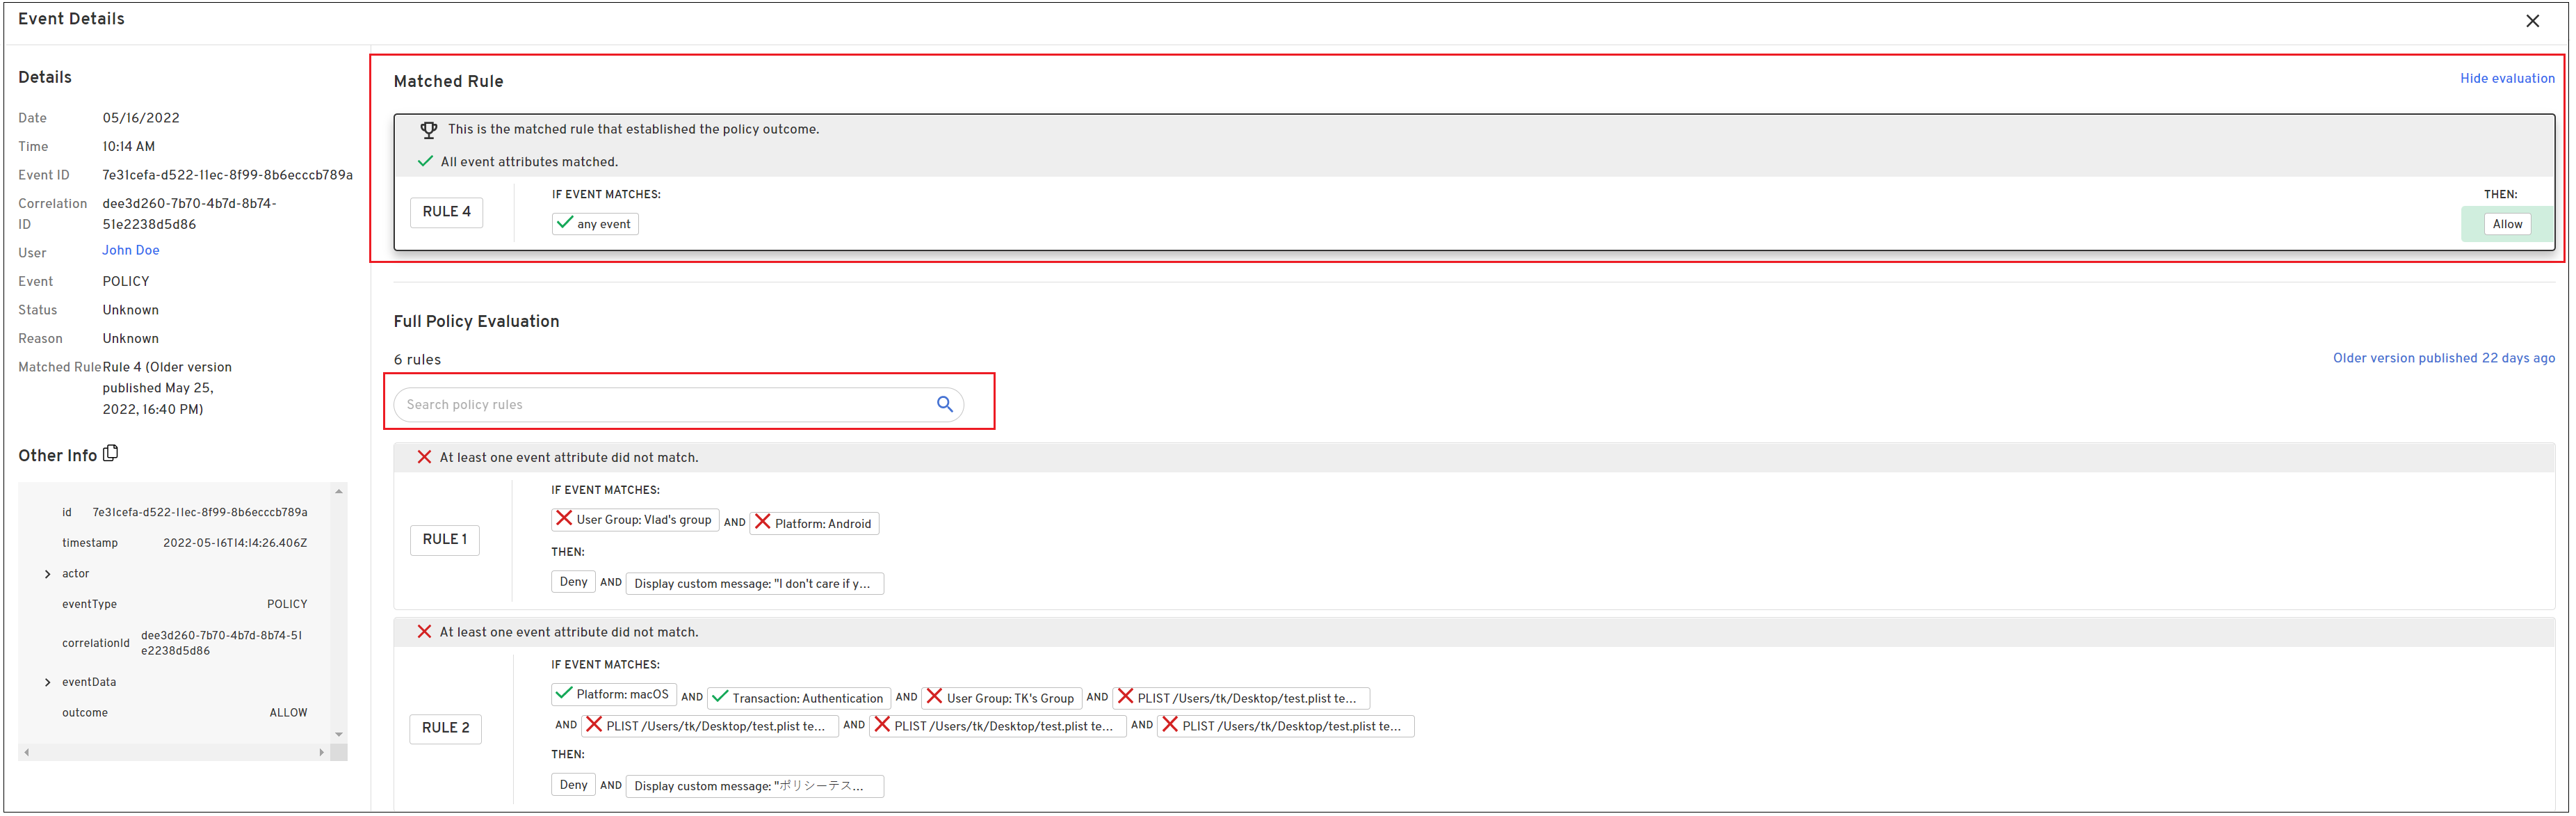 Event Details
Details
Date 05/16/2022
Time 10:14 AM
Event ID 7e31cefa-d522-11ec-8f99-8b6ecccb789a
Correlation ID dee3d260-7b70-4b7d-8b74-
51e2238d5d86
User John Doe
Event POLICY
Status Unknown
Reason Unknown
Matched Rule Rule 4 (Older version
published May 25,
2022, 16:40 PM)
Other Info
id 7e31cefa-d522-11ec-8f99-8b6ecccb789a
timestamp 2022-05-16T14:14:26.406Z
actor
eventType POLICY
correlationId dee3d260-7b70-4b7d-8b74-51
e2238d5d86
eventData
outcome ALLOW
Matched Rule
Hide evaluation
This is the matched rule that established the policy outcome.
All event attributes matched.
RULE 4
IF EVENT MATCHES:
any event
THEN:
Allow
Full Policy Evaluation
6 rules
Older version published 22 days ago
Search policy rules
At least one event attribute did not match.
RULE 1
IF EVENT MATCHES:
User Group: Vlad's group AND Platform: Android
THEN:
Deny AND Display custom message: "I don't care if y...
At least one event attribute did not match.
RULE 2
IF EVENT MATCHES:
Platform: macOS AND Transaction: Authentication AND User Group: TK's Group AND PLIST /Users/tk/Desktop/test.plist te...
AND PLIST /Users/tk/Desktop/test.plist te... AND PLIST /Users/tk/Desktop/test.plist te... AND PLIST /Users/tk/Desktop/test.plist te...
THEN:
Deny AND Display custom message: "ポリシーテス...